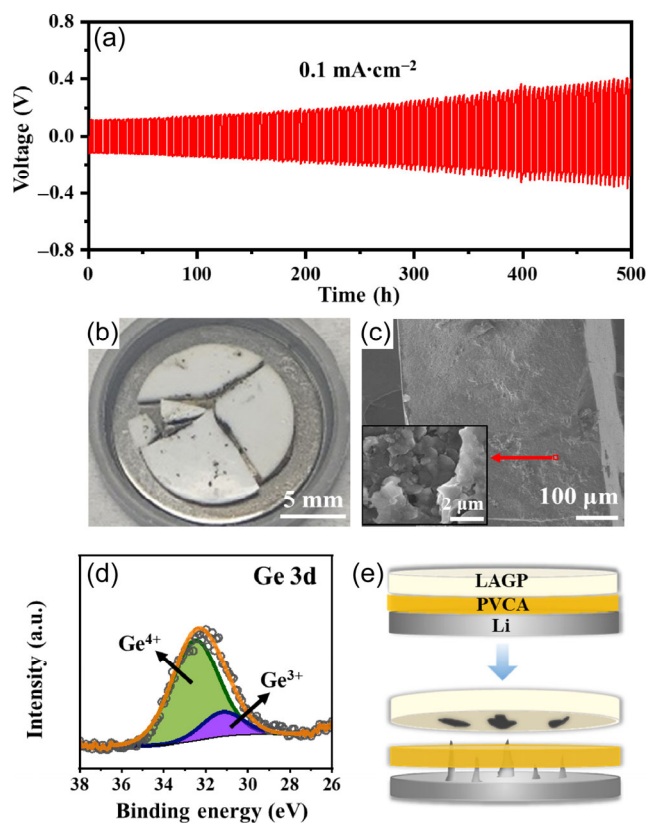 (a)
0.1 mA·cm⁻²
0.8
0.4
0.0
−0.4
−0.8
Voltage (V)
0 100 200 300 400 500
Time (h)
(b)
5 mm
(c)
2 µm
100 µm
(d)
Ge 3d
Ge⁴⁺
Ge³⁺
Intensity (a.u.)
38 36 34 32 30 28 26
Binding energy (eV)
(e)
LAGP
PVCA
Li